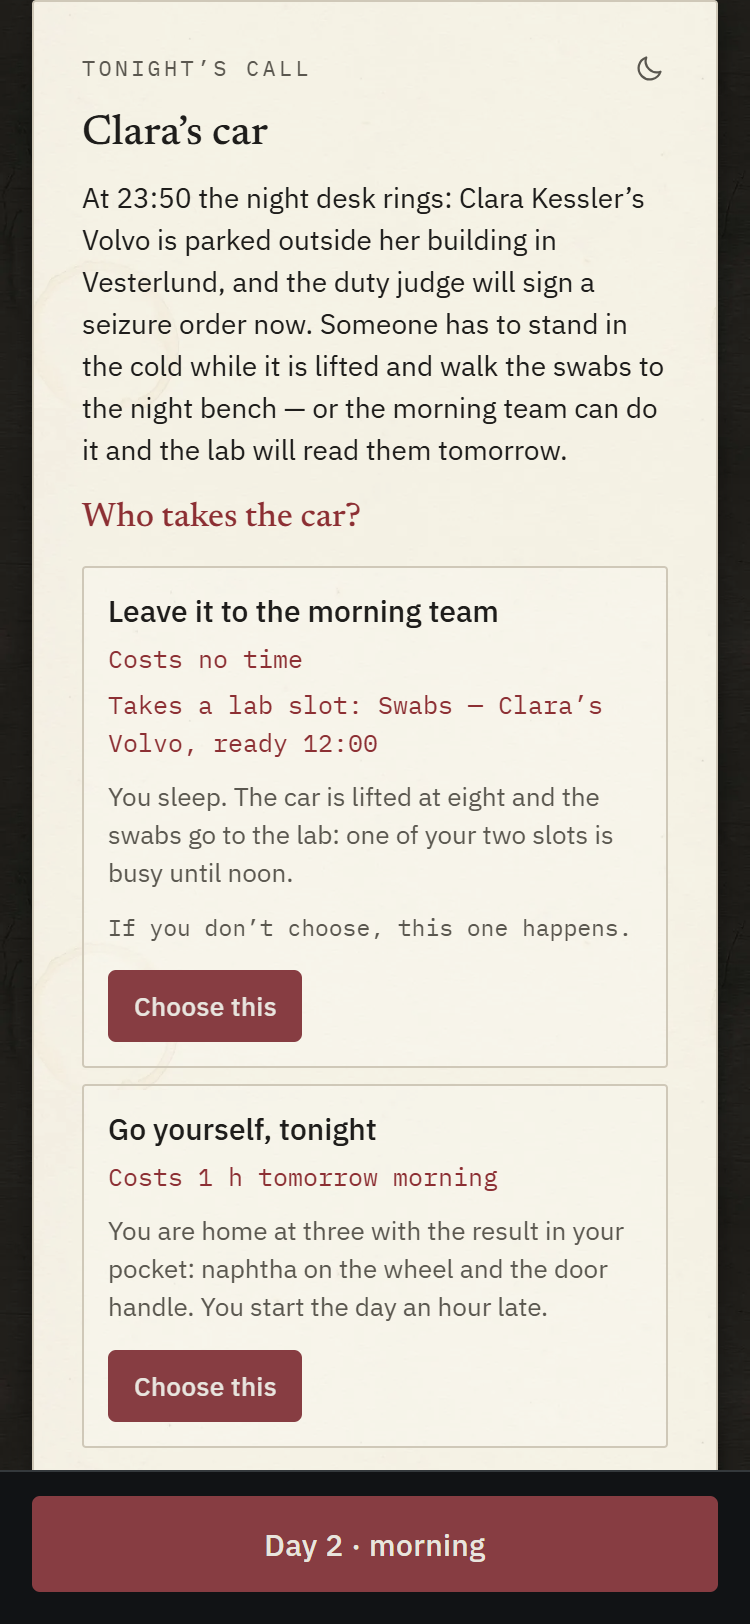 TONIGHT’S CALL
Clara’s car
At 23:50 the night desk rings: Clara Kessler’s
Volvo is parked outside her building in
Vesterlund, and the duty judge will sign a
seizure order now. Someone has to stand in
the cold while it is lifted and walk the swabs to
the night bench — or the morning team can do
it and the lab will read them tomorrow.
Who takes the car?
Leave it to the morning team
Costs no time
Takes a lab slot: Swabs — Clara’s
Volvo, ready 12:00
You sleep. The car is lifted at eight and the
swabs go to the lab: one of your two slots is
busy until noon.
If you don’t choose, this one happens.
Choose this
Go yourself, tonight
Costs 1 h tomorrow morning
You are home at three with the result in your
pocket: naphtha on the wheel and the door
handle. You start the day an hour late.
Choose this
Day 2 · morning